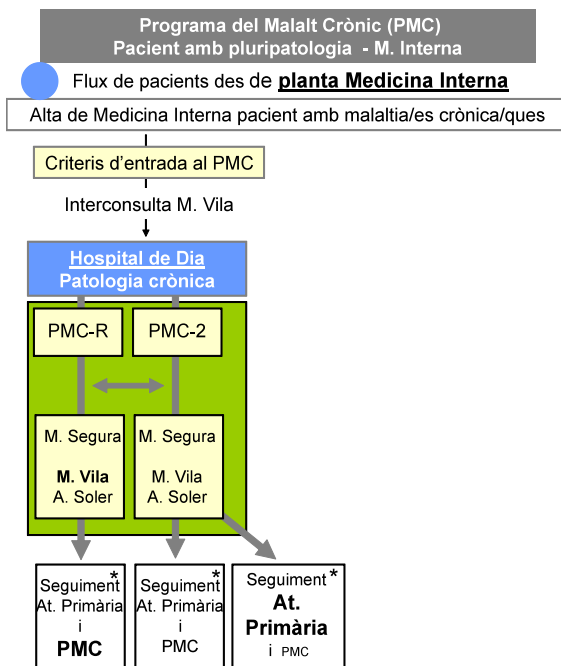 Programa del Malalt Crònic (PMC)
Pacient amb pluripatologia - M. Interna
Flux de pacients des de planta Medicina Interna
Alta de Medicina Interna pacient amb malaltia/es crònica/ques
Criteris d'entrada al PMC
Interconsulta M. Vila
Hospital de Dia
Patologia crònica
PMC-R
PMC-2
M. Segura
M. Vila
A. Soler
M. Segura
M. Vila
A. Soler
Seguiment*
At. Primària
i
PMC
Seguiment*
At. Primària
i
PMC
Seguiment*
At.
Primària
i PMC